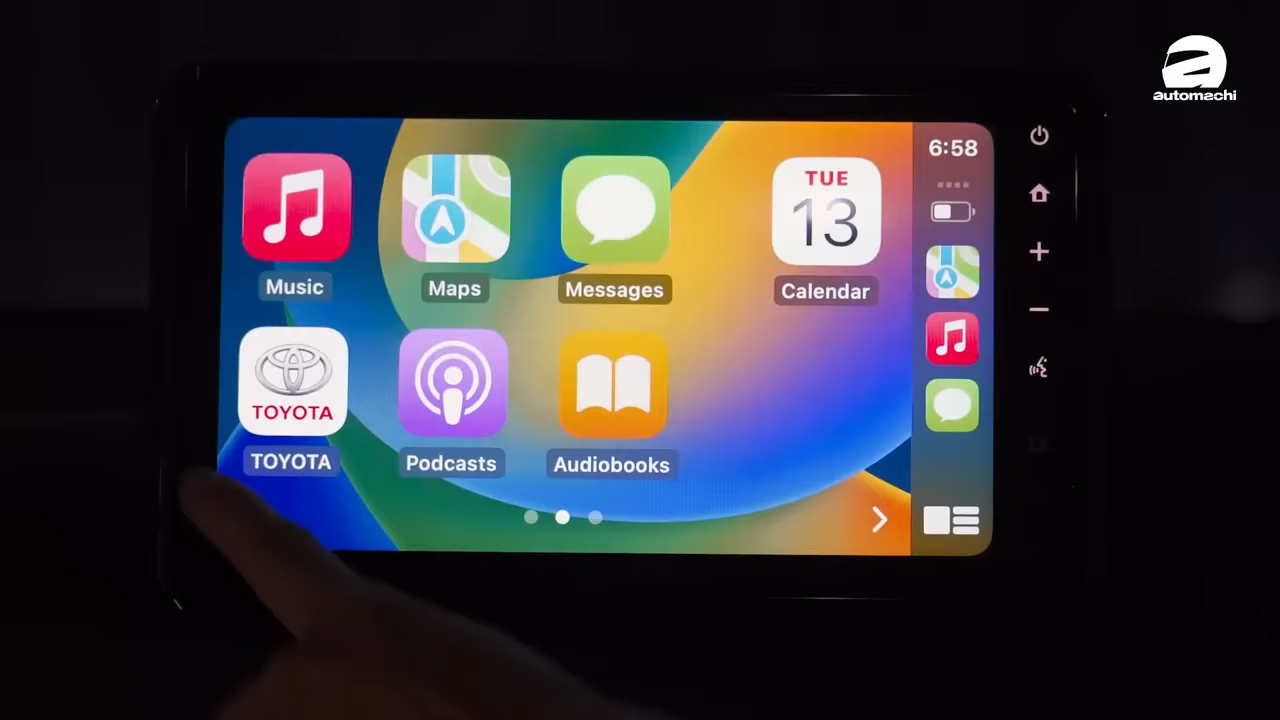 automachi
6:58
TUE
13
Music
Maps
Messages
Calendar
TOYOTA
TOYOTA
Podcasts
Audiobooks